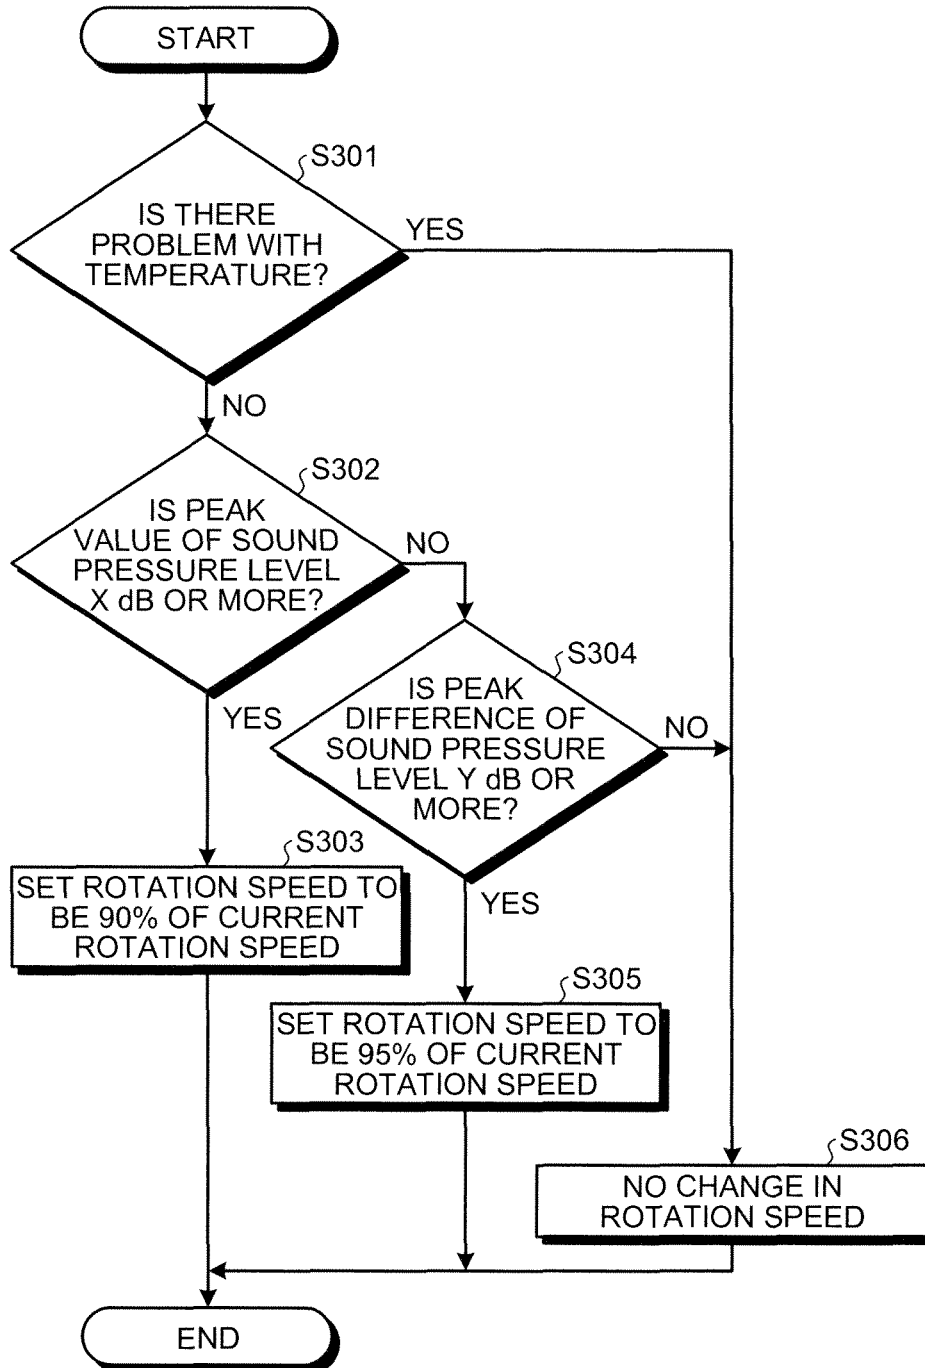 START
S301
IS THERE
PROBLEM WITH
TEMPERATURE?
YES
NO
S302
IS PEAK
VALUE OF SOUND
PRESSURE LEVEL
X dB OR MORE?
NO
YES
S304
IS PEAK
DIFFERENCE OF
SOUND PRESSURE
LEVEL Y dB OR
MORE?
NO
YES
S303
SET ROTATION SPEED TO
BE 90% OF CURRENT
ROTATION SPEED
S305
SET ROTATION SPEED TO
BE 95% OF CURRENT
ROTATION SPEED
S306
NO CHANGE IN
ROTATION SPEED
END